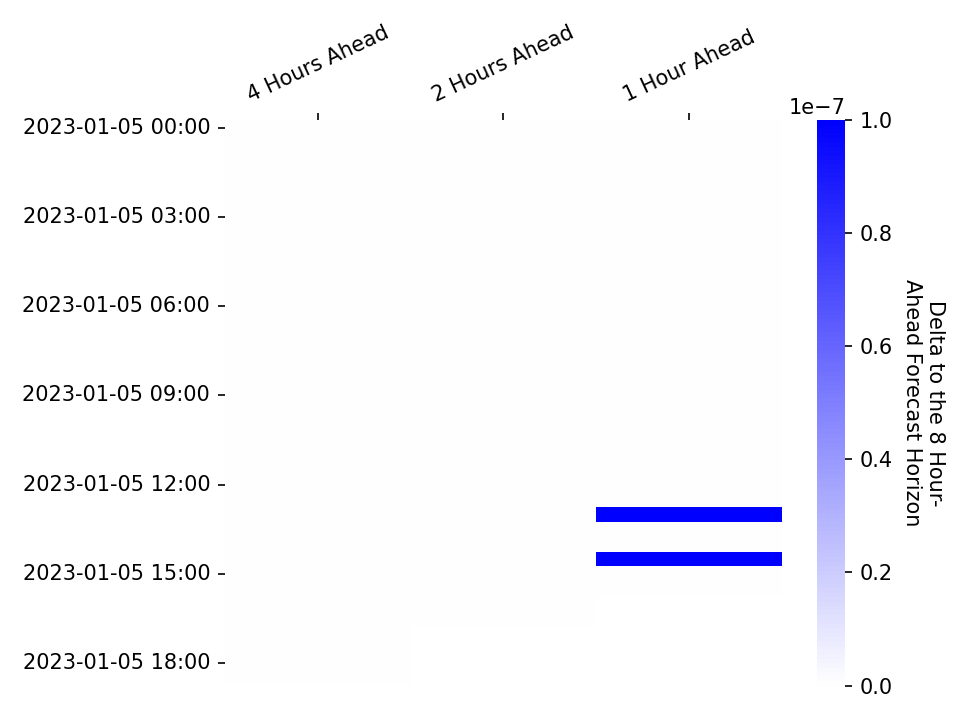 4 Hours Ahead
2 Hours Ahead
1 Hour Ahead
1e−7
2023-01-05 00:00
2023-01-05 03:00
2023-01-05 06:00
2023-01-05 09:00
2023-01-05 12:00
2023-01-05 15:00
2023-01-05 18:00
1.0
0.8
0.6
0.4
0.2
0.0
Delta to the 8 Hour-
Ahead Forecast Horizon